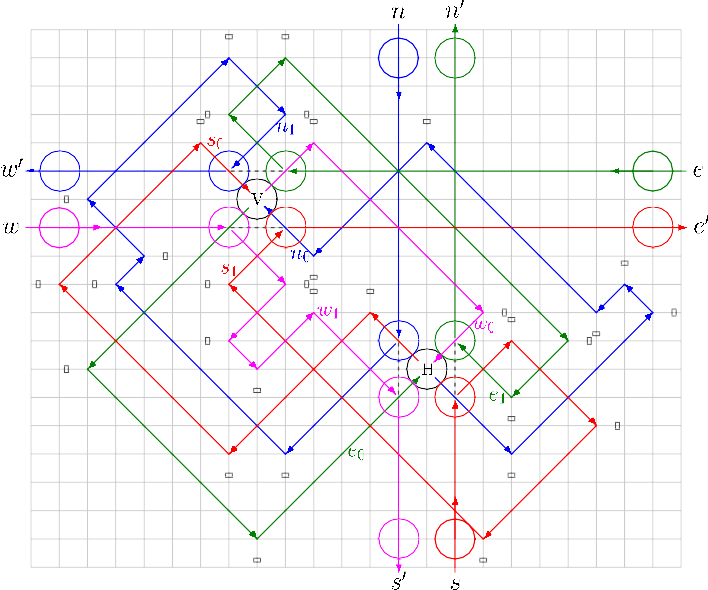 n n′
n₁
s₀
w′ e
V
w e′
n₀
s₁
w₁
w₀
H
e₁
e₀
s′ s